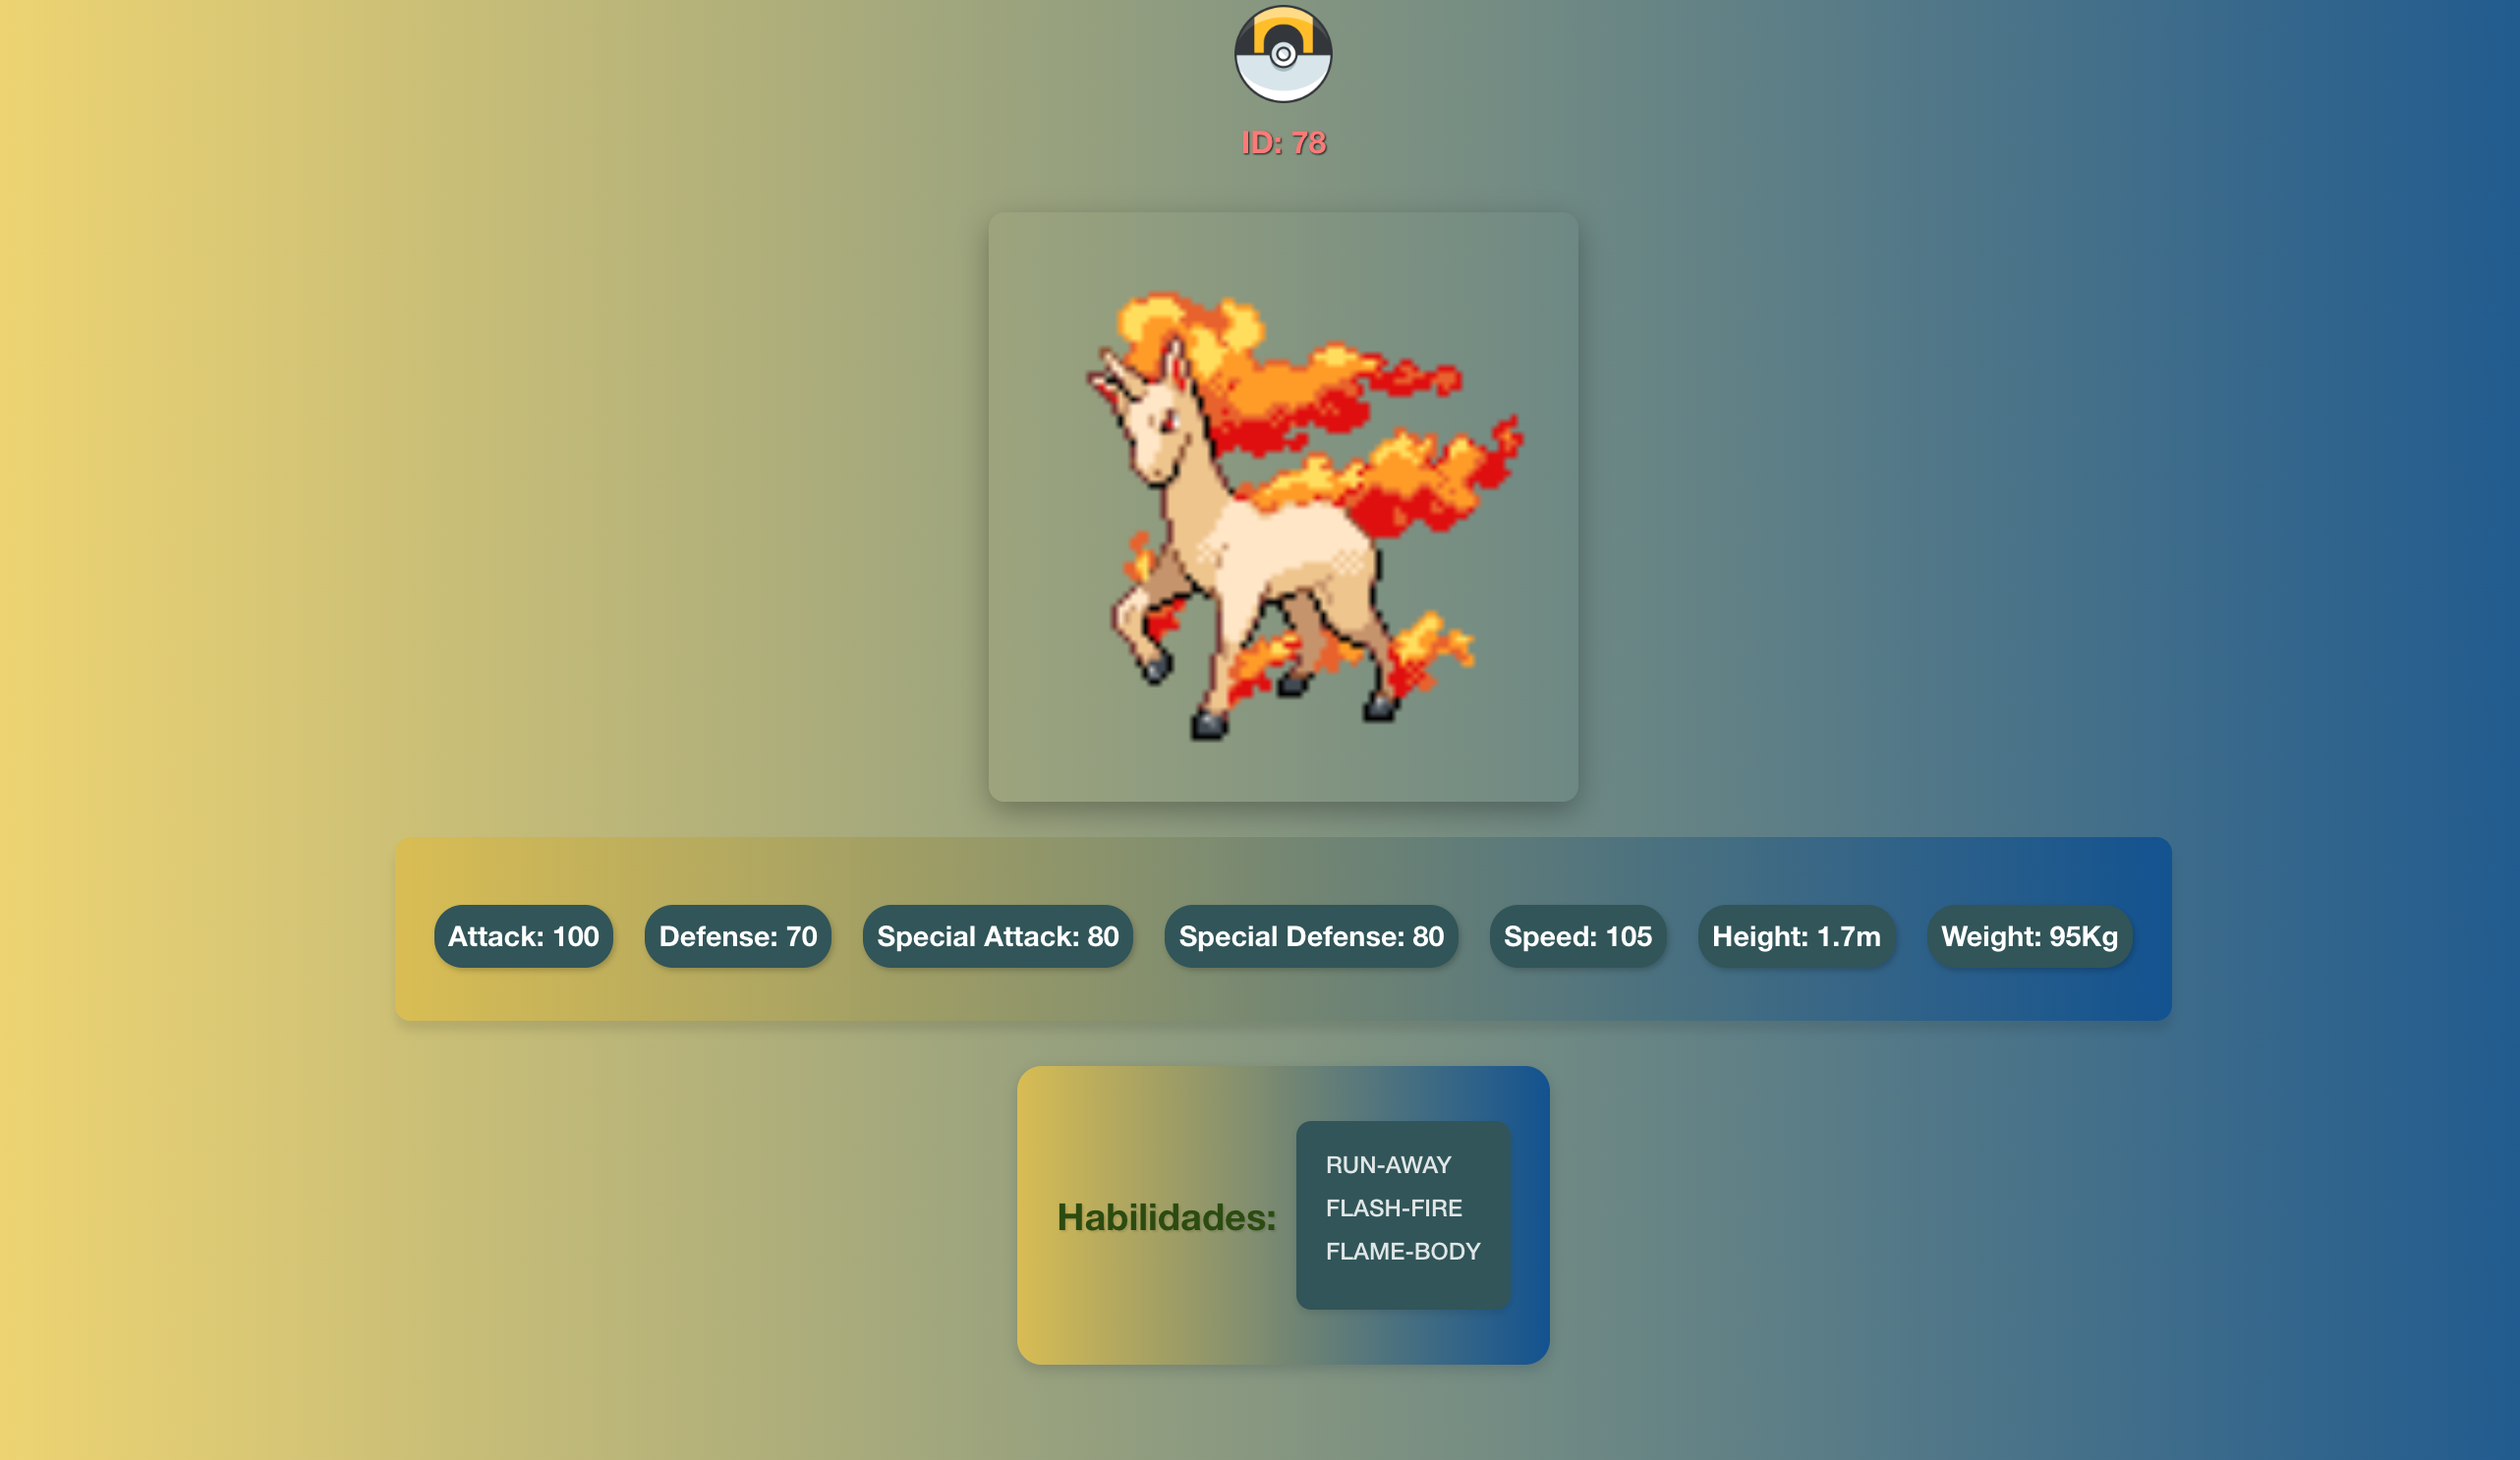 ID: 78
Attack: 100
Defense: 70
Special Attack: 80
Special Defense: 80
Speed: 105
Height: 1.7m
Weight: 95Kg
Habilidades:
RUN-AWAY
FLASH-FIRE
FLAME-BODY